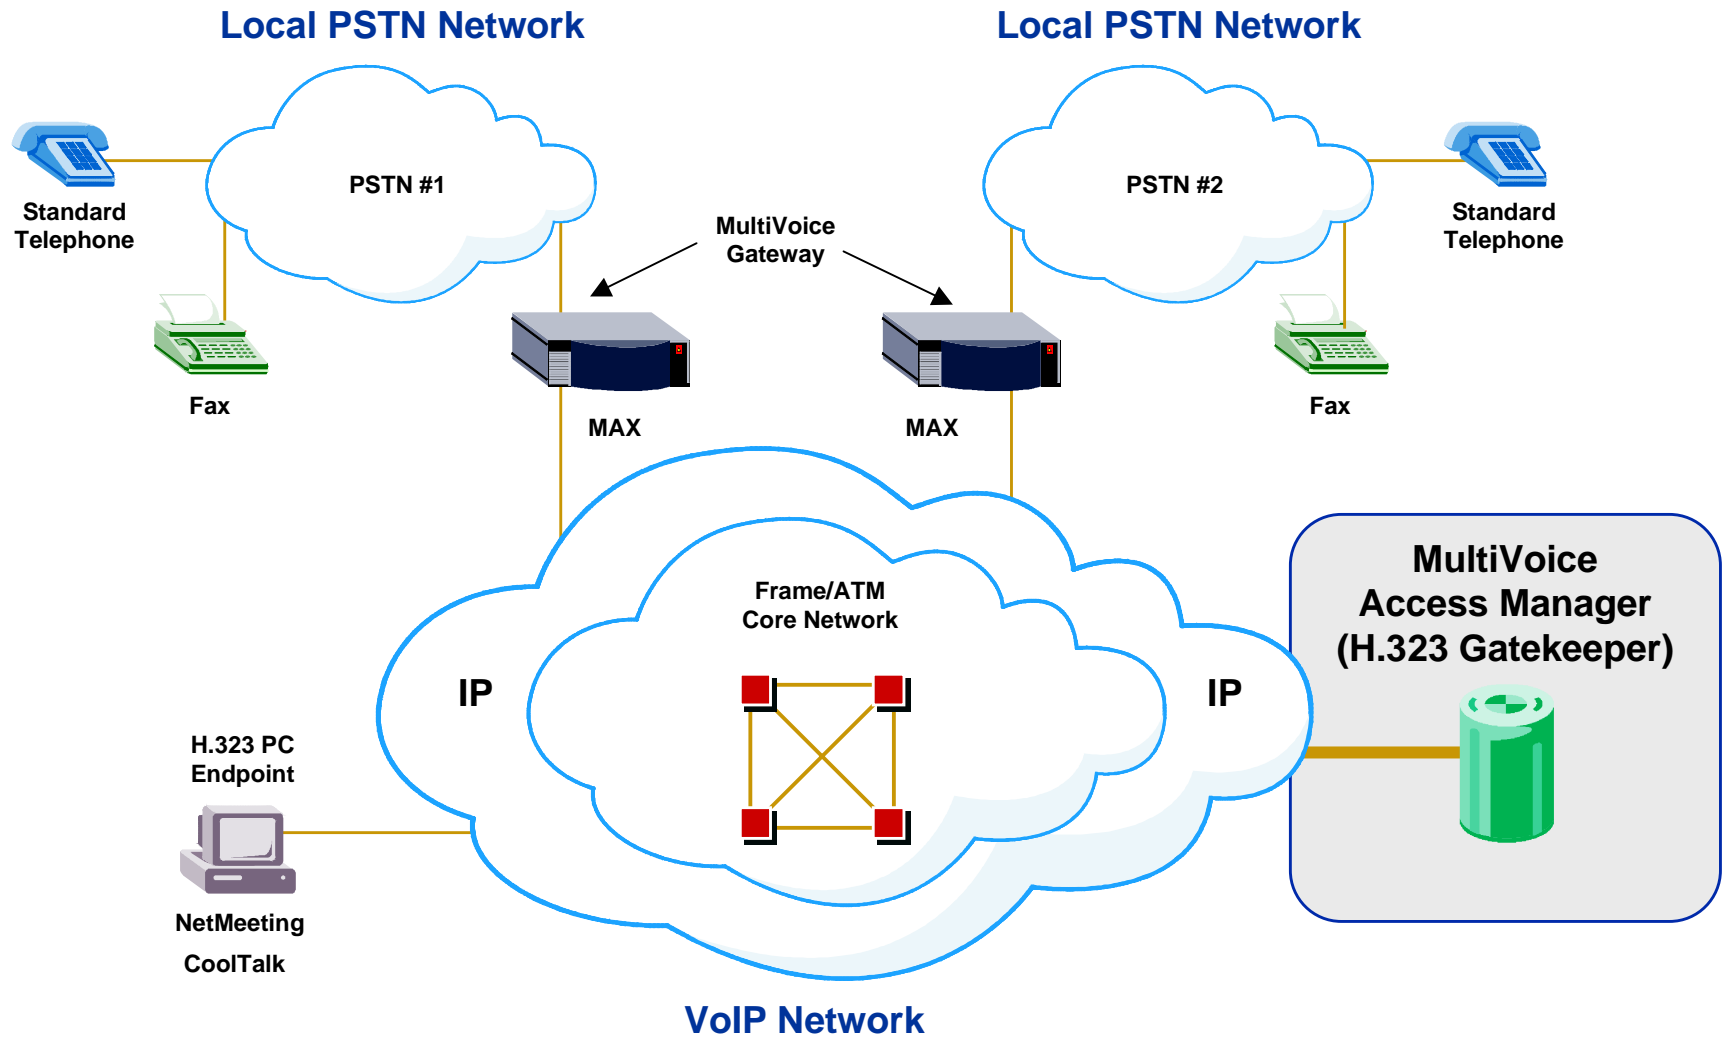 Local PSTN Network
Local PSTN Network
PSTN #1
PSTN #2
Standard
Telephone
MultiVoice
Gateway
Standard
Telephone
Fax
MAX
MAX
Fax
MultiVoice
Access Manager
(H.323 Gatekeeper)
Frame/ATM
Core Network
IP
IP
H.323 PC
Endpoint
NetMeeting
CoolTalk
VoIP Network